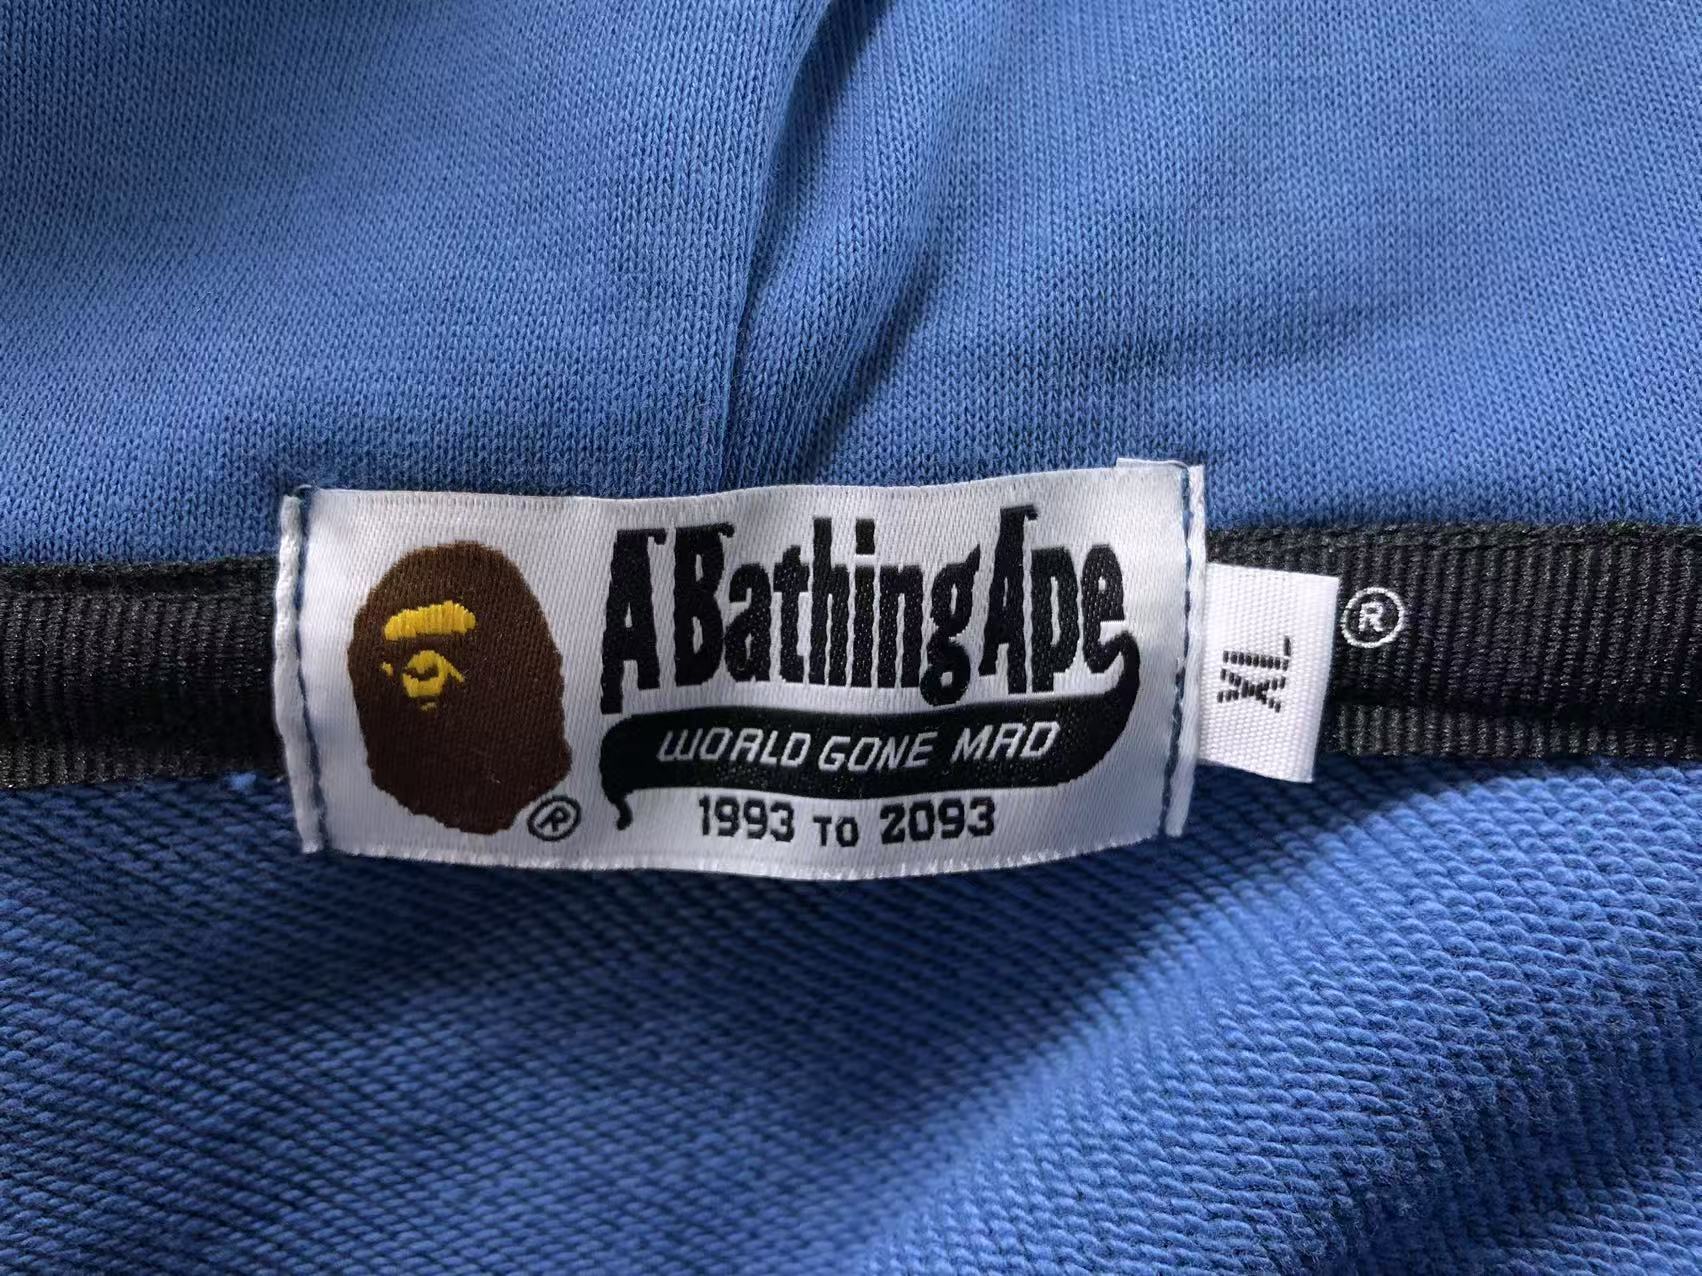 A Bathing Ape
WORLD GONE MAD
1993 TO 2093
®
XL
®